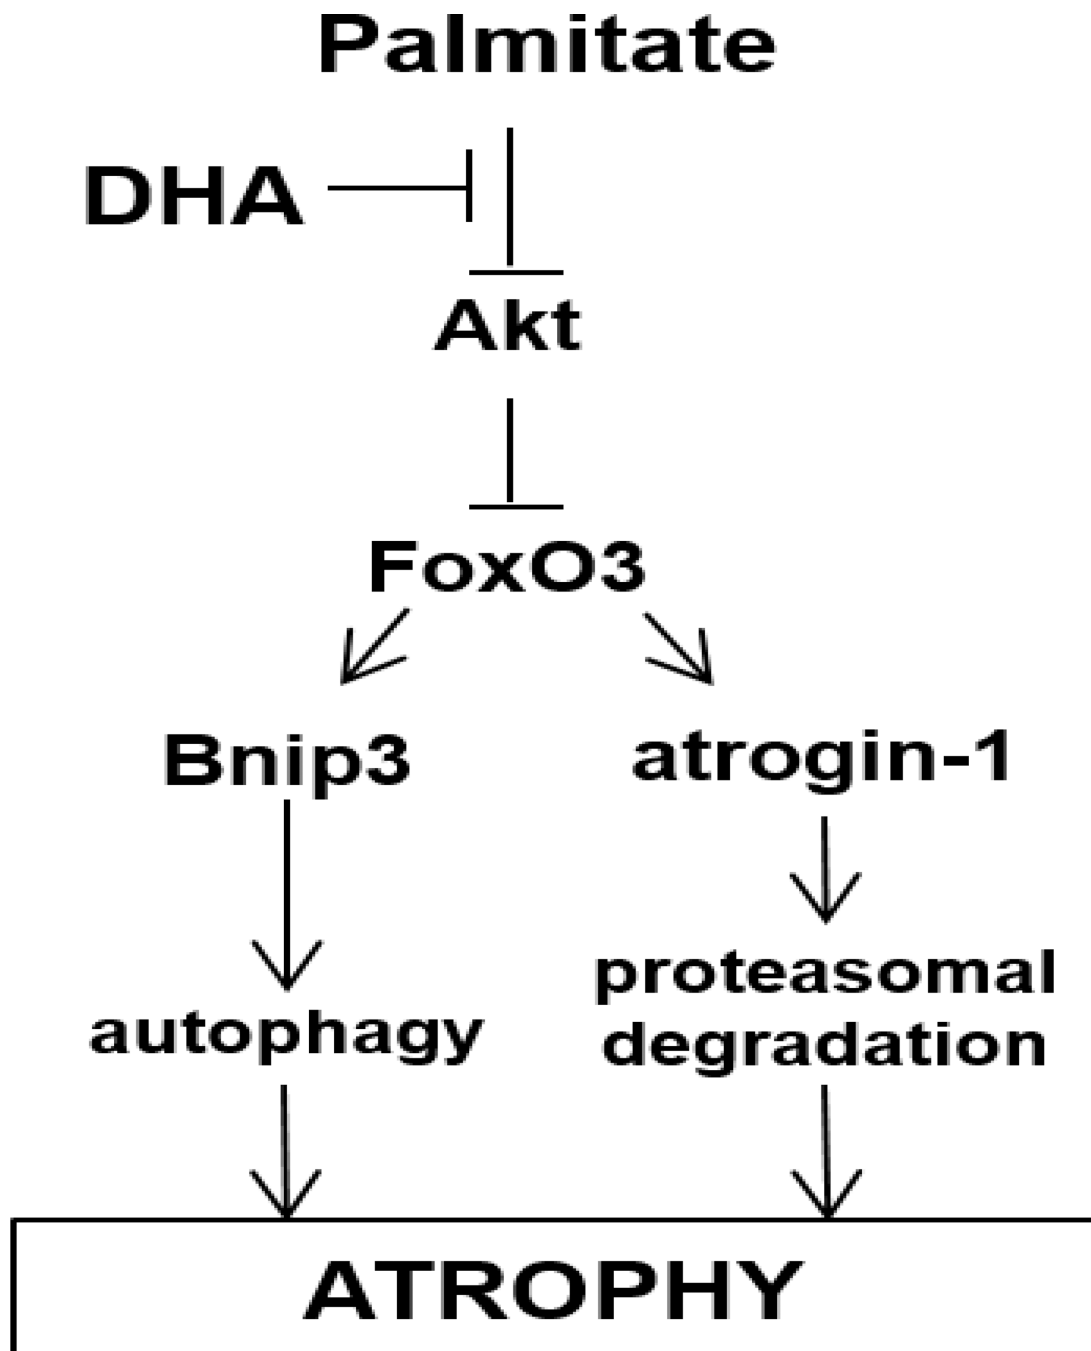 Palmitate
DHA
Akt
FoxO3
Bnip3
atrogin-1
autophagy
proteasomal
degradation
ATROPHY